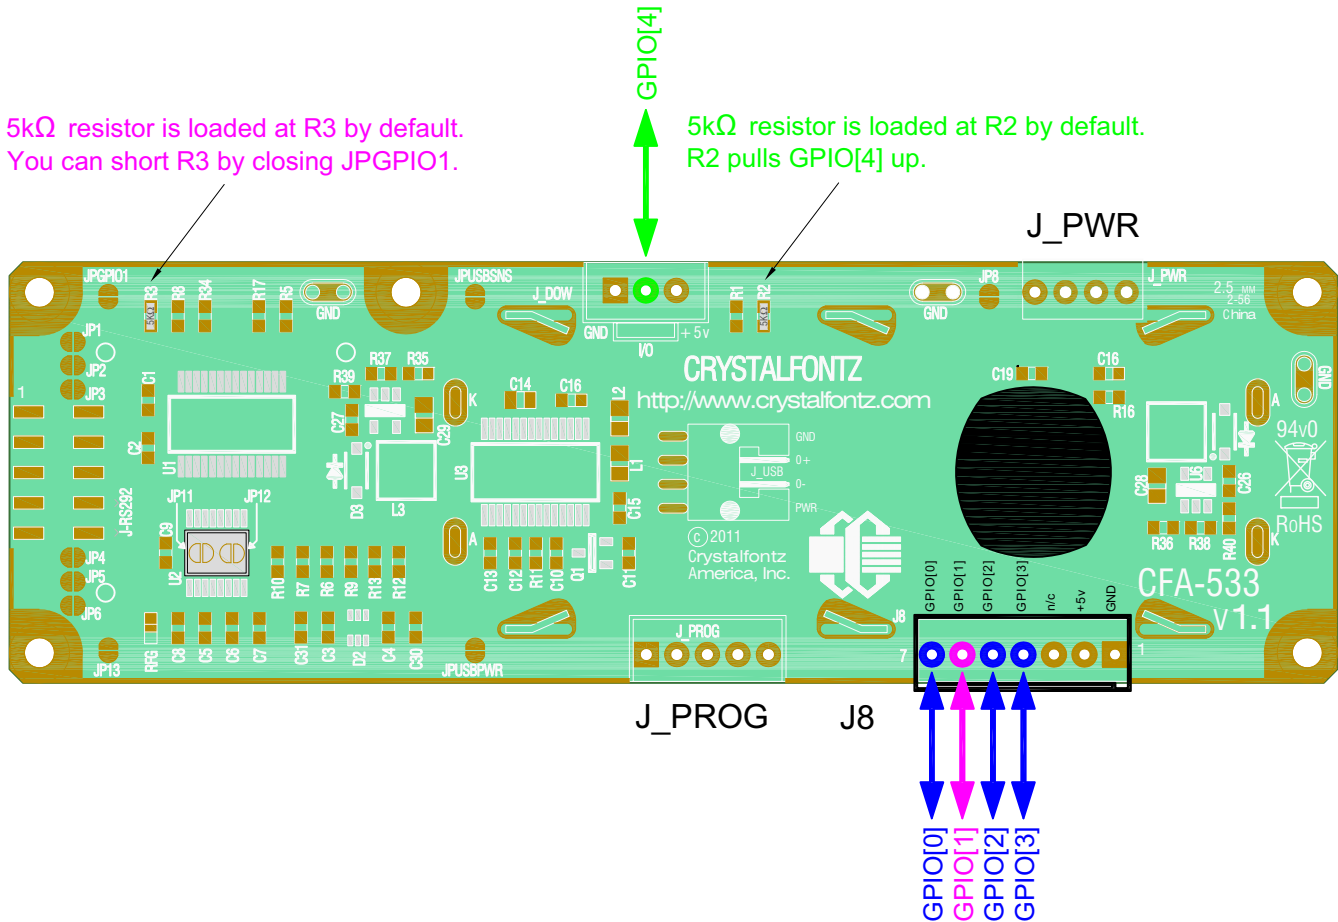 GPIO[4]
5kΩ resistor is loaded at R3 by default.
You can short R3 by closing JPGPIO1.
5kΩ resistor is loaded at R2 by default.
R2 pulls GPIO[4] up.
J_PWR
JPGPIO1
R3
5KΩ
R8
R34
R17
R5
GND
JPUSBSNS
J_DOW
GND
I/O
+5v
R1
R2
5KΩ
GND
JP8
J_PWR
2.5 MM
2-56
China
JP1
JP2
JP3
1
C1
C2
U1
R37
R35
R39
C27
C29
K
C14
C16
L2
CRYSTALFONTZ
http://www.crystalfontz.com
C19
C16
R16
GND
A
94v0
RoHS
J-RS292
JP11
JP12
C9
U2
D3
L3
U3
L1
C15
GND
0+
J_USB
0-
PWR
C28
U6
C26
R36
R38
R40
K
JP4
JP5
JP6
R10
R7
R6
R9
R13
R12
A
C13
C12
R11
C10
Q1
C11
© 2011
Crystalfontz
America, Inc.
CFA-533
v1.1
JP13
RFG
C8
C5
C6
C7
C31
C3
D2
C4
C30
JPUSBPWR
J_PROG
J8
GPIO[0]
GPIO[1]
GPIO[2]
GPIO[3]
n/c
+5v
GND
7
1
J_PROG
J8
GPIO[0]
GPIO[1]
GPIO[2]
GPIO[3]